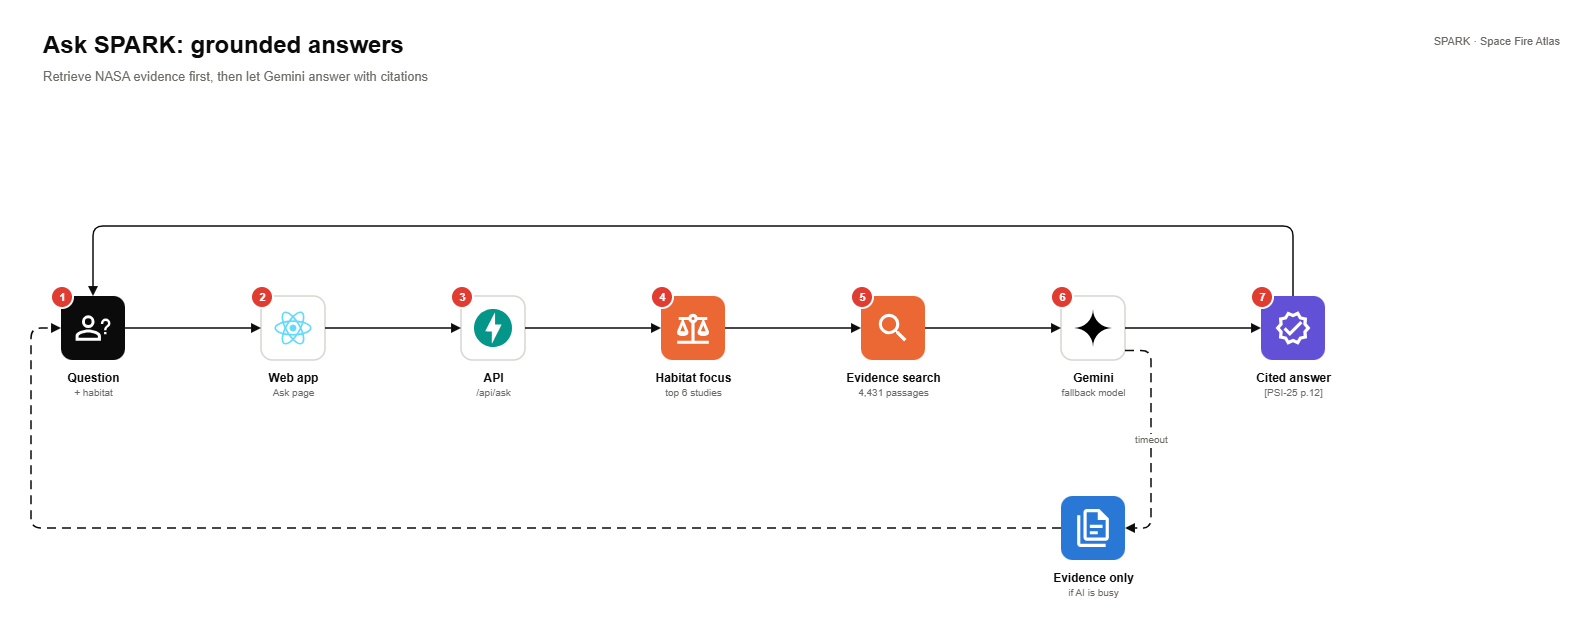 Ask SPARK: grounded answers
SPARK · Space Fire Atlas
Retrieve NASA evidence first, then let Gemini answer with citations
1
2
3
4
5
6
7
?
Question
+ habitat
Web app
Ask page
API
/api/ask
Habitat focus
top 6 studies
Evidence search
4,431 passages
Gemini
fallback model
Cited answer
[PSI-25 p.12]
timeout
Evidence only
if AI is busy